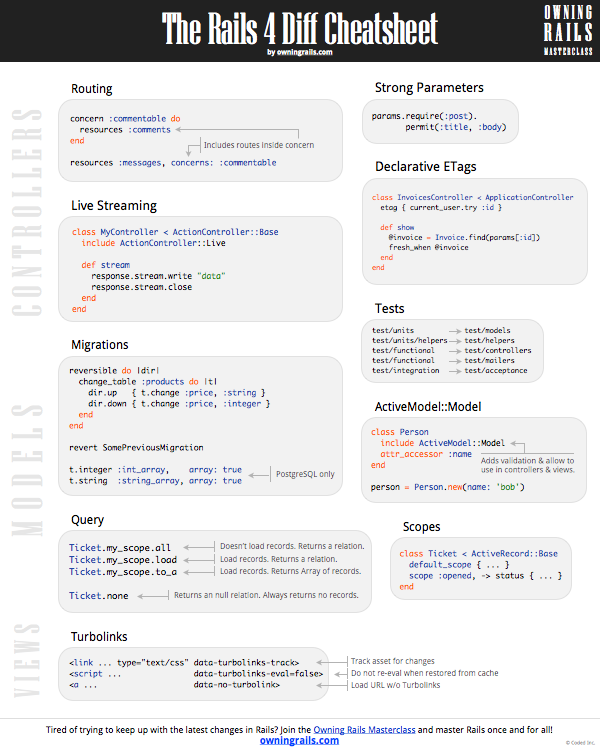 The Rails 4 Diff Cheatsheet
by owningrails.com
OWNING
RAILS
MASTERCLASS
CONTROLLERS
Routing
concern :commentable do
  resources :comments
end
Includes routes inside concern
resources :messages, concerns: :commentable
Strong Parameters
params.require(:post).
       permit(:title, :body)
Declarative ETags
class InvoicesController < ApplicationController
  etag { current_user.try :id }
  def show
    @invoice = Invoice.find(params[:id])
    fresh_when @invoice
  end
end
Live Streaming
class MyController < ActionController::Base
  include ActionController::Live
  def stream
    response.stream.write "data"
    response.stream.close
  end
end
Tests
test/units → test/models
test/units/helpers → test/helpers
test/functional → test/controllers
test/functional → test/mailers
test/integration → test/acceptance
MODELS
Migrations
reversible do |dir|
  change_table :products do |t|
    dir.up   { t.change :price, :string }
    dir.down { t.change :price, :integer }
  end
end
revert SomePreviousMigration
t.integer :int_array,    array: true
t.string  :string_array, array: true
PostgreSQL only
ActiveModel::Model
class Person
  include ActiveModel::Model
  attr_accessor :name
end
Adds validation & allow to
use in controllers & views.
person = Person.new(name: 'bob')
Query
Ticket.my_scope.all
Doesn't load records. Returns a relation.
Ticket.my_scope.load
Load records. Returns a relation.
Ticket.my_scope.to_a
Load records. Returns Array of records.
Ticket.none
Returns an null relation. Always returns no records.
Scopes
class Ticket < ActiveRecord::Base
  default_scope { ... }
  scope :opened, -> status { ... }
end
VIEWS
Turbolinks
<link ... type="text/css" data-turbolinks-track>
Track asset for changes
<script ... data-turbolinks-eval=false>
Do not re-eval when restored from cache
<a ... data-no-turbolink>
Load URL w/o Turbolinks
Tired of trying to keep up with the latest changes in Rails? Join the Owning Rails Masterclass and master Rails once and for all!
owningrails.com
© Coded Inc.